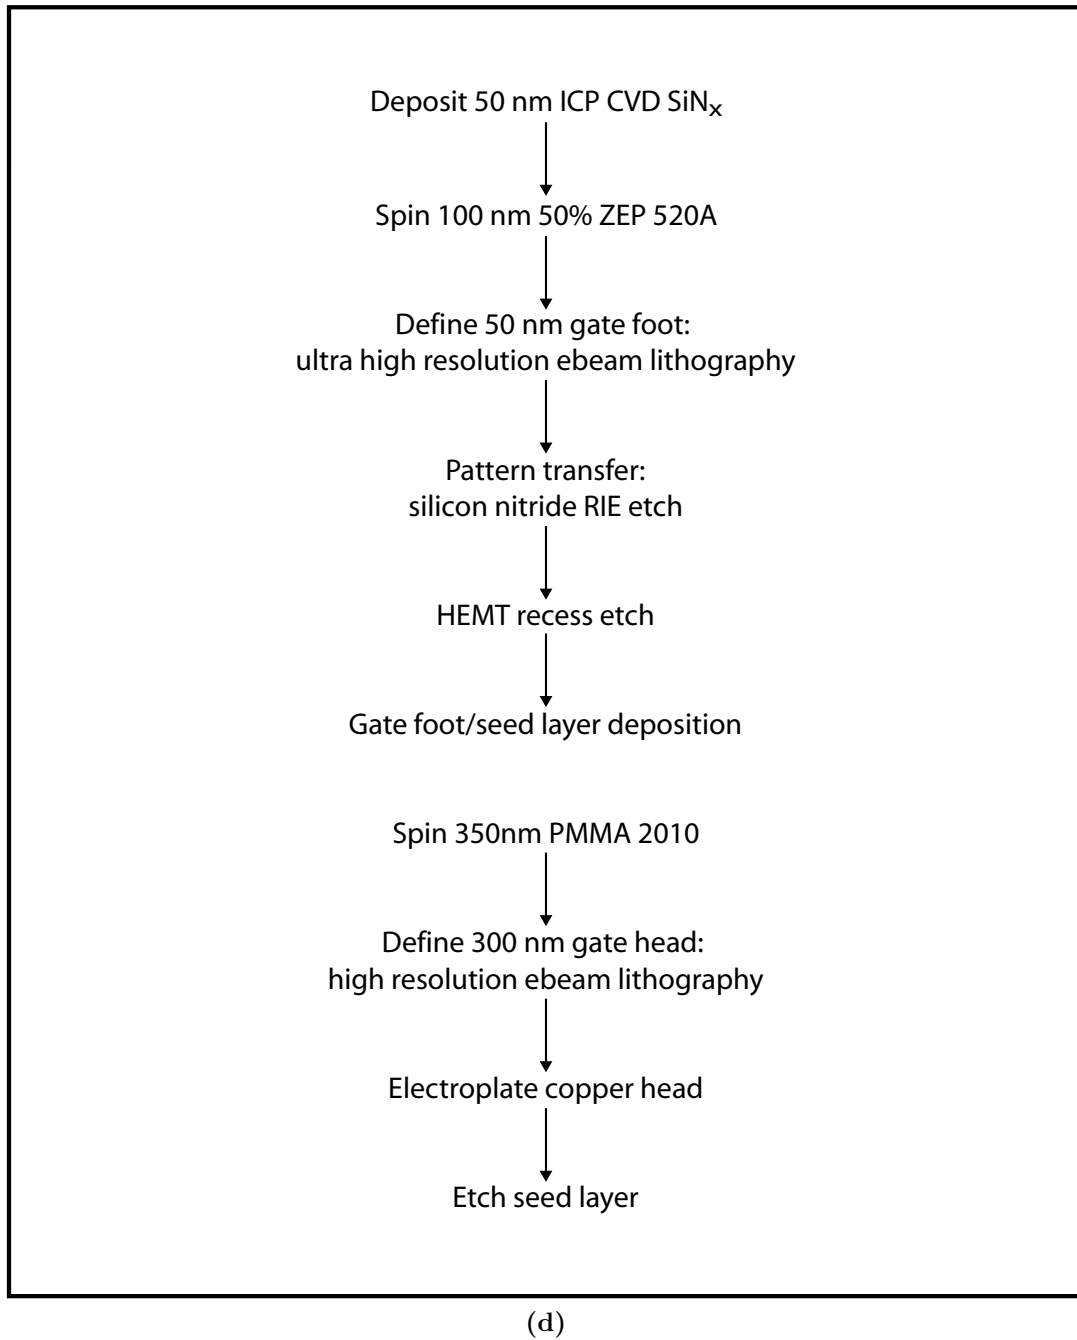 Deposit 50 nm ICP CVD SiNx
Spin 100 nm 50% ZEP 520A
Define 50 nm gate foot:
ultra high resolution ebeam lithography
Pattern transfer:
silicon nitride RIE etch
HEMT recess etch
Gate foot/seed layer deposition
Spin 350nm PMMA 2010
Define 300 nm gate head:
high resolution ebeam lithography
Electroplate copper head
Etch seed layer
(d)